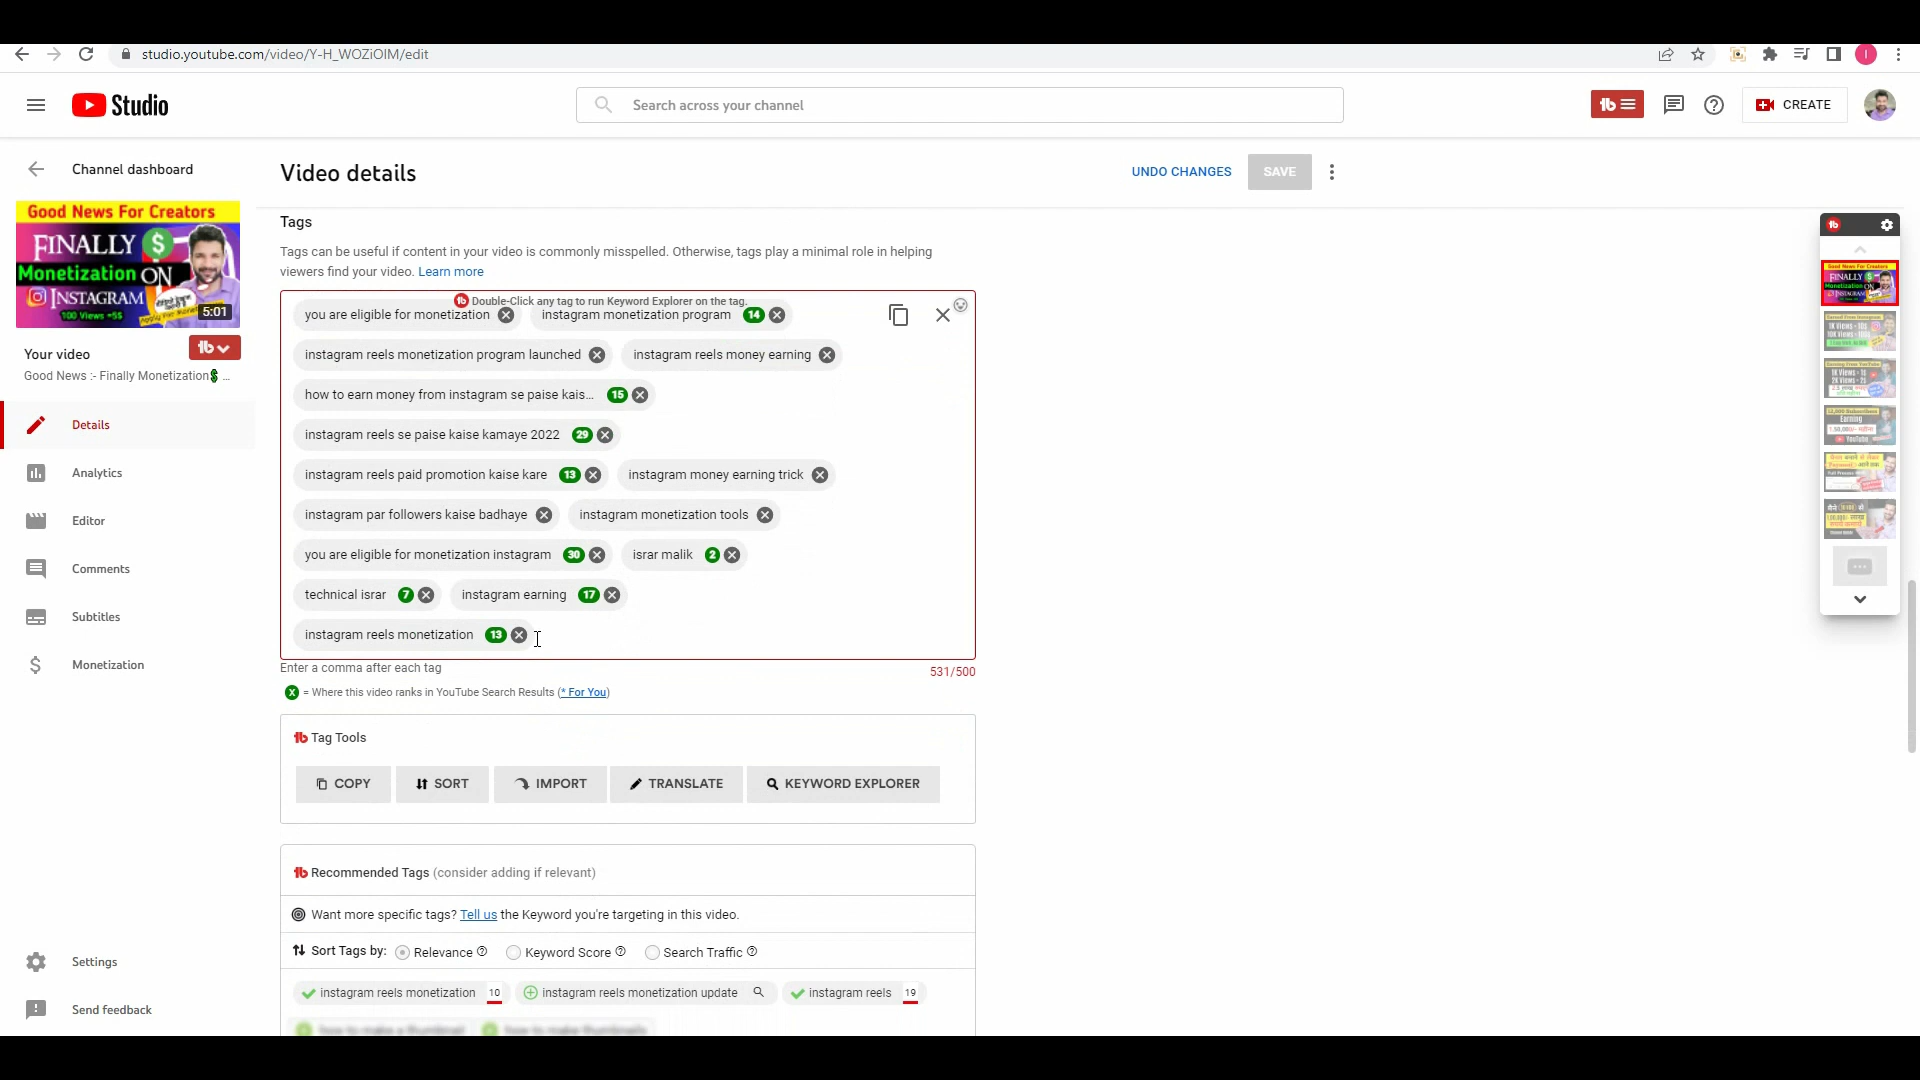 studio.youtube.com/video/Y-H_WOZiOIM/edit
Studio
Search across your channel
CREATE
Channel dashboard
Video details
UNDO CHANGES
SAVE
Good News For Creators
FINALLY $
Monetization ON
INSTAGRAM
100 Views =5$
5:01
Your video
Good News :- Finally Monetization💲 ...
Details
Analytics
Editor
Comments
Subtitles
Monetization
Settings
Send feedback
Tags
Tags can be useful if content in your video is commonly misspelled. Otherwise, tags play a minimal role in helping
viewers find your video. Learn more
Double-Click any tag to run Keyword Explorer on the tag.
you are eligible for monetization instagram monetization program 14
instagram reels monetization program launched instagram reels money earning
how to earn money from instagram se paise kais... 15
instagram reels se paise kaise kamaye 2022 29
instagram reels paid promotion kaise kare 13 instagram money earning trick
instagram par followers kaise badhaye instagram monetization tools
you are eligible for monetization instagram 30 israr malik 2
technical israr 7 instagram earning 17
instagram reels monetization 13
Enter a comma after each tag 531/500
X = Where this video ranks in YouTube Search Results (* For You)
Tag Tools
COPY SORT IMPORT TRANSLATE KEYWORD EXPLORER
Recommended Tags (consider adding if relevant)
Want more specific tags? Tell us the Keyword you're targeting in this video.
Sort Tags by: Relevance Keyword Score Search Traffic
instagram reels monetization 10 instagram reels monetization update instagram reels 19
how to make a thumbnail how to make thumbnails